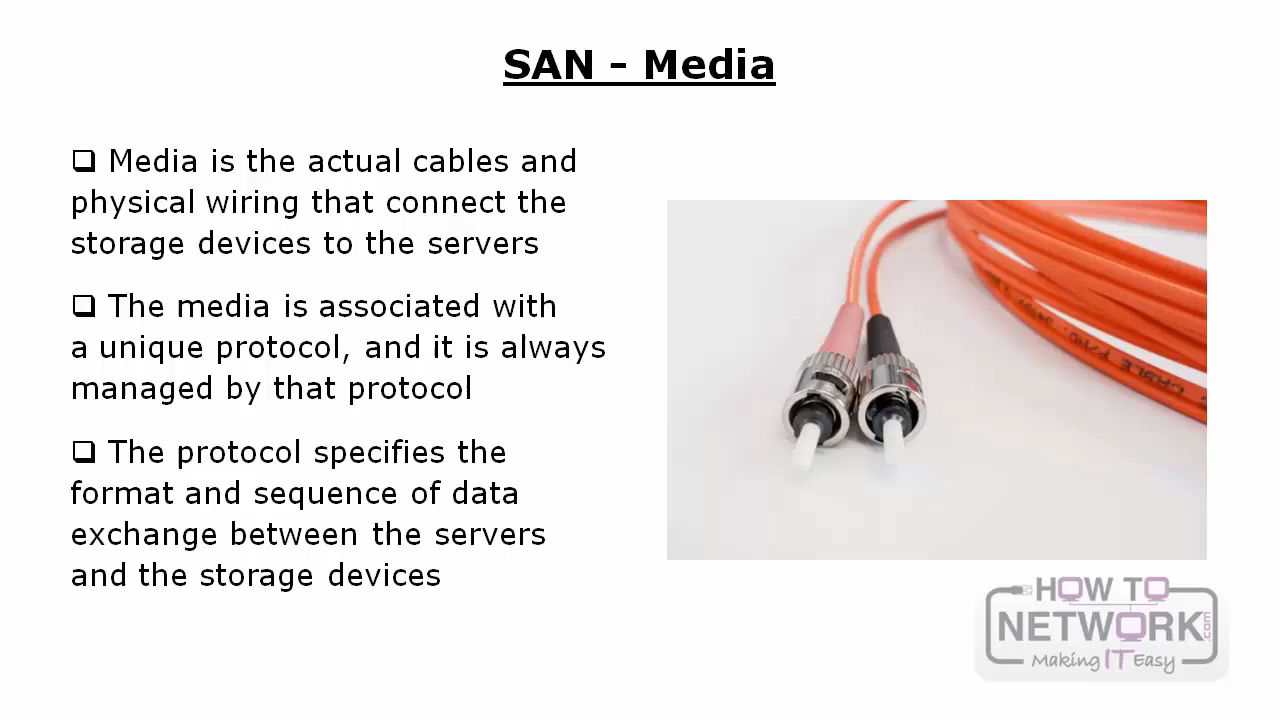 SAN – Media
❑ Media is the actual cables and
physical wiring that connect the
storage devices to the servers
❑ The media is associated with
a unique protocol, and it is always
managed by that protocol
❑ The protocol specifies the
format and sequence of data
exchange between the servers
and the storage devices
CABLE P/NO:
CABLE
HOW TO
NETWORK.com
Making IT Easy